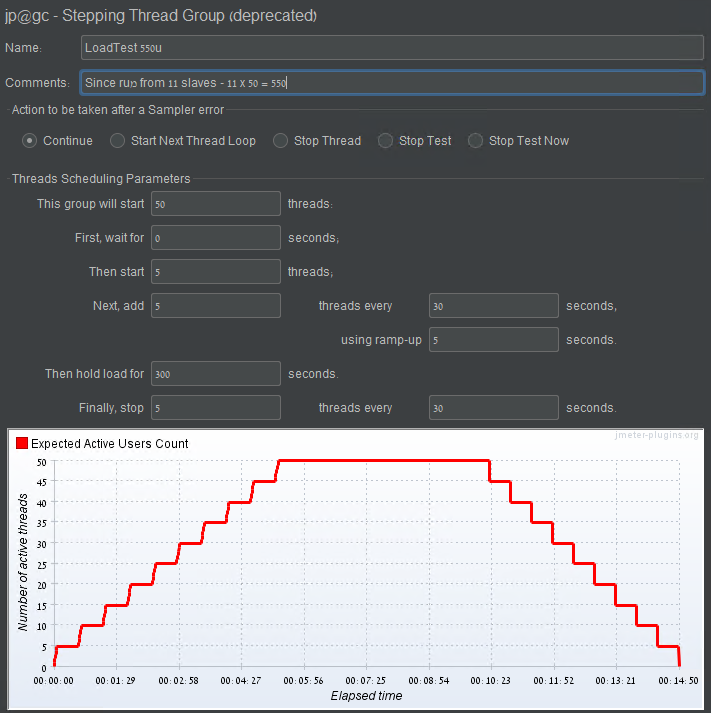 jp@gc - Stepping Thread Group (deprecated)
Name: LoadTest 550u
Comments: Since run from 11 slaves - 11 X 50 = 550
Action to be taken after a Sampler error
Continue Start Next Thread Loop Stop Thread Stop Test Stop Test Now
Threads Scheduling Parameters
This group will start 50 threads:
First, wait for 0 seconds;
Then start 5 threads;
Next, add 5 threads every 30 seconds,
using ramp-up 5 seconds.
Then hold load for 300 seconds.
Finally, stop 5 threads every 30 seconds.
jmeter-plugins.org
Expected Active Users Count
50
45
40
35
30
25
20
15
10
5
0
Number of active threads
00:00:00 00:01:29 00:02:58 00:04:27 00:05:56 00:07:25 00:08:54 00:10:23 00:11:52 00:13:21 00:14:50
Elapsed time